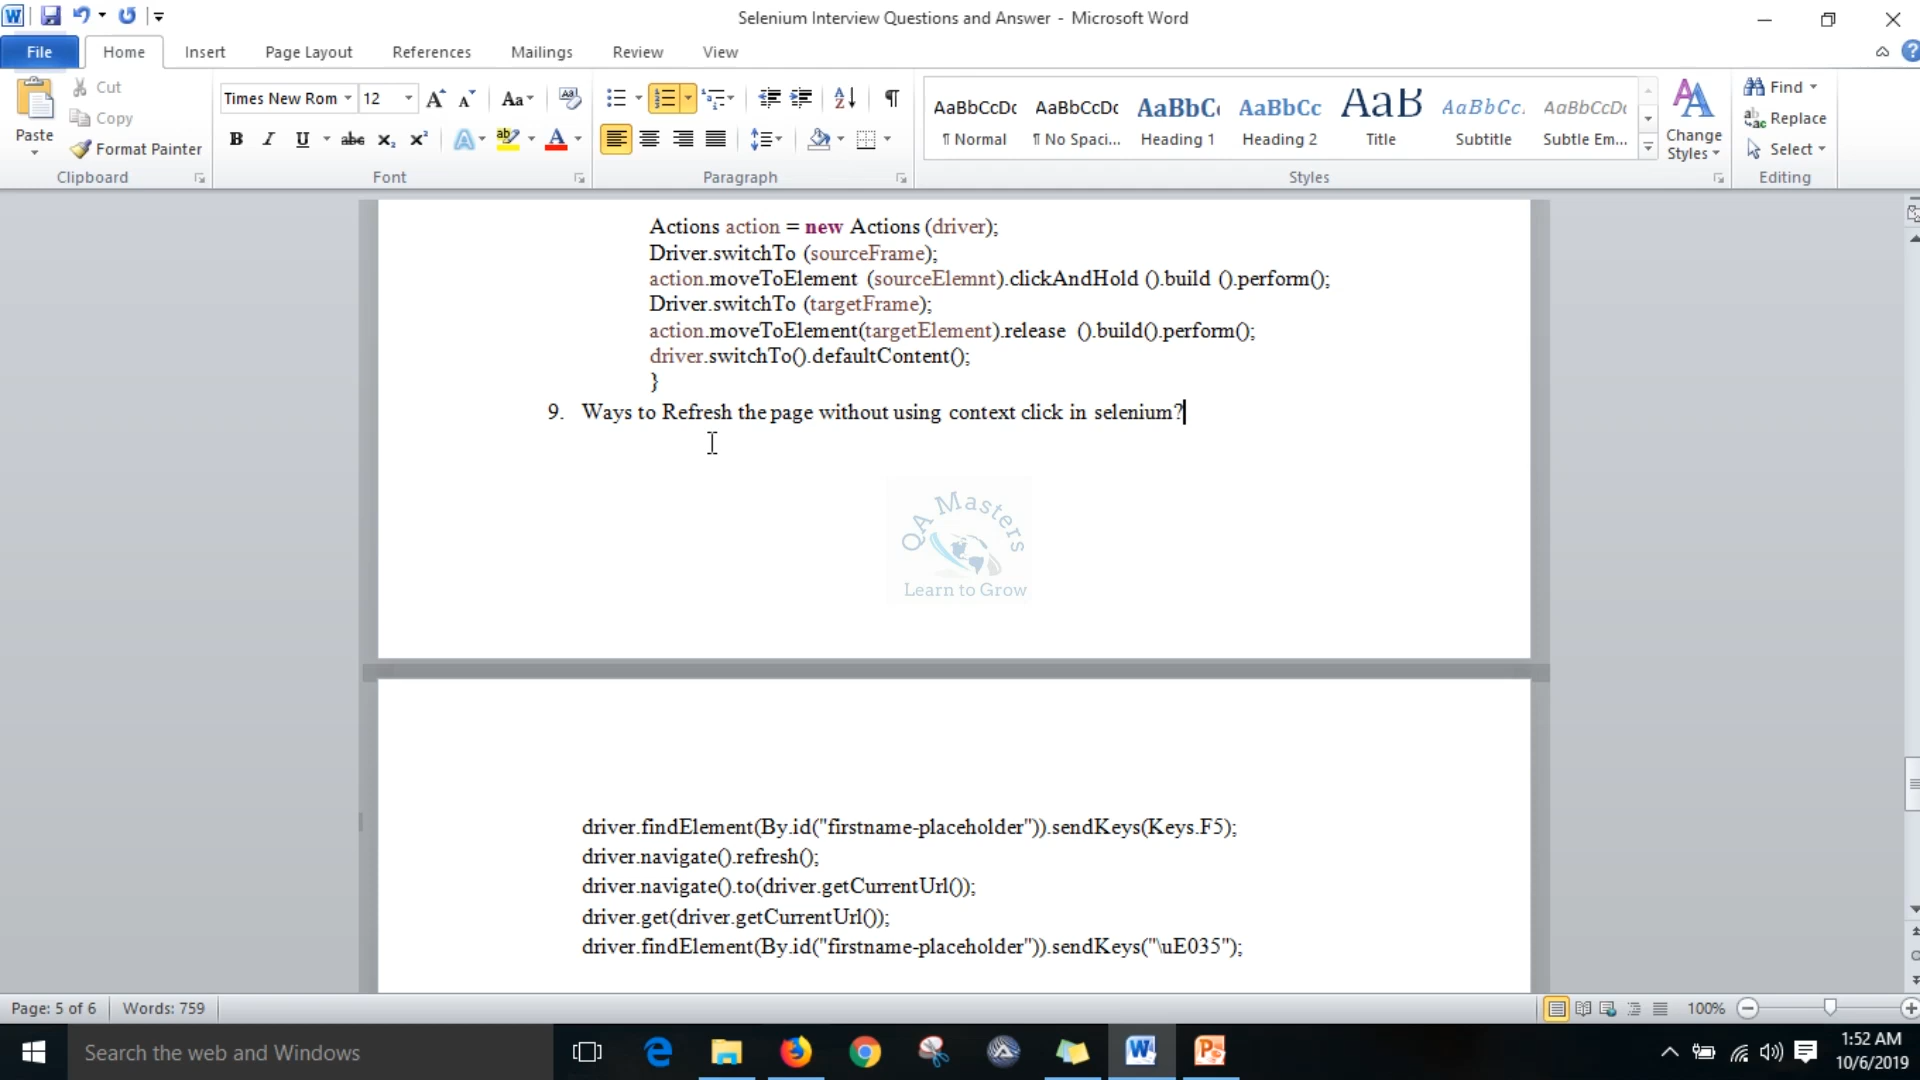 Selenium Interview Questions and Answer - Microsoft Word
File Home Insert Page Layout References Mailings Review View
Paste
Cut
Copy
Format Painter
Clipboard
Times New Rom 12
Aa
B I U abc x₂ x²
Font
Paragraph
AaBbCcDc AaBbCcDc AaBbC AaBbCc AaB AaBbCc. AaBbCcDc
¶ Normal ¶ No Spaci... Heading 1 Heading 2 Title Subtitle Subtle Em...
Styles
Change
Styles
Find
Replace
Select
Editing
Actions action = new Actions (driver);
Driver.switchTo (sourceFrame);
action.moveToElement (sourceElemnt).clickAndHold ().build ().perform();
Driver.switchTo (targetFrame);
action.moveToElement(targetElement).release ().build().perform();
driver.switchTo().defaultContent();
}
9. Ways to Refresh the page without using context click in selenium?
QA Masters
Learn to Grow
driver.findElement(By.id("firstname-placeholder")).sendKeys(Keys.F5);
driver.navigate().refresh();
driver.navigate().to(driver.getCurrentUrl());
driver.get(driver.getCurrentUrl());
driver.findElement(By.id("firstname-placeholder")).sendKeys("\uE035");
Page: 5 of 6 Words: 759 100%
Search the web and Windows
1:52 AM
10/6/2019